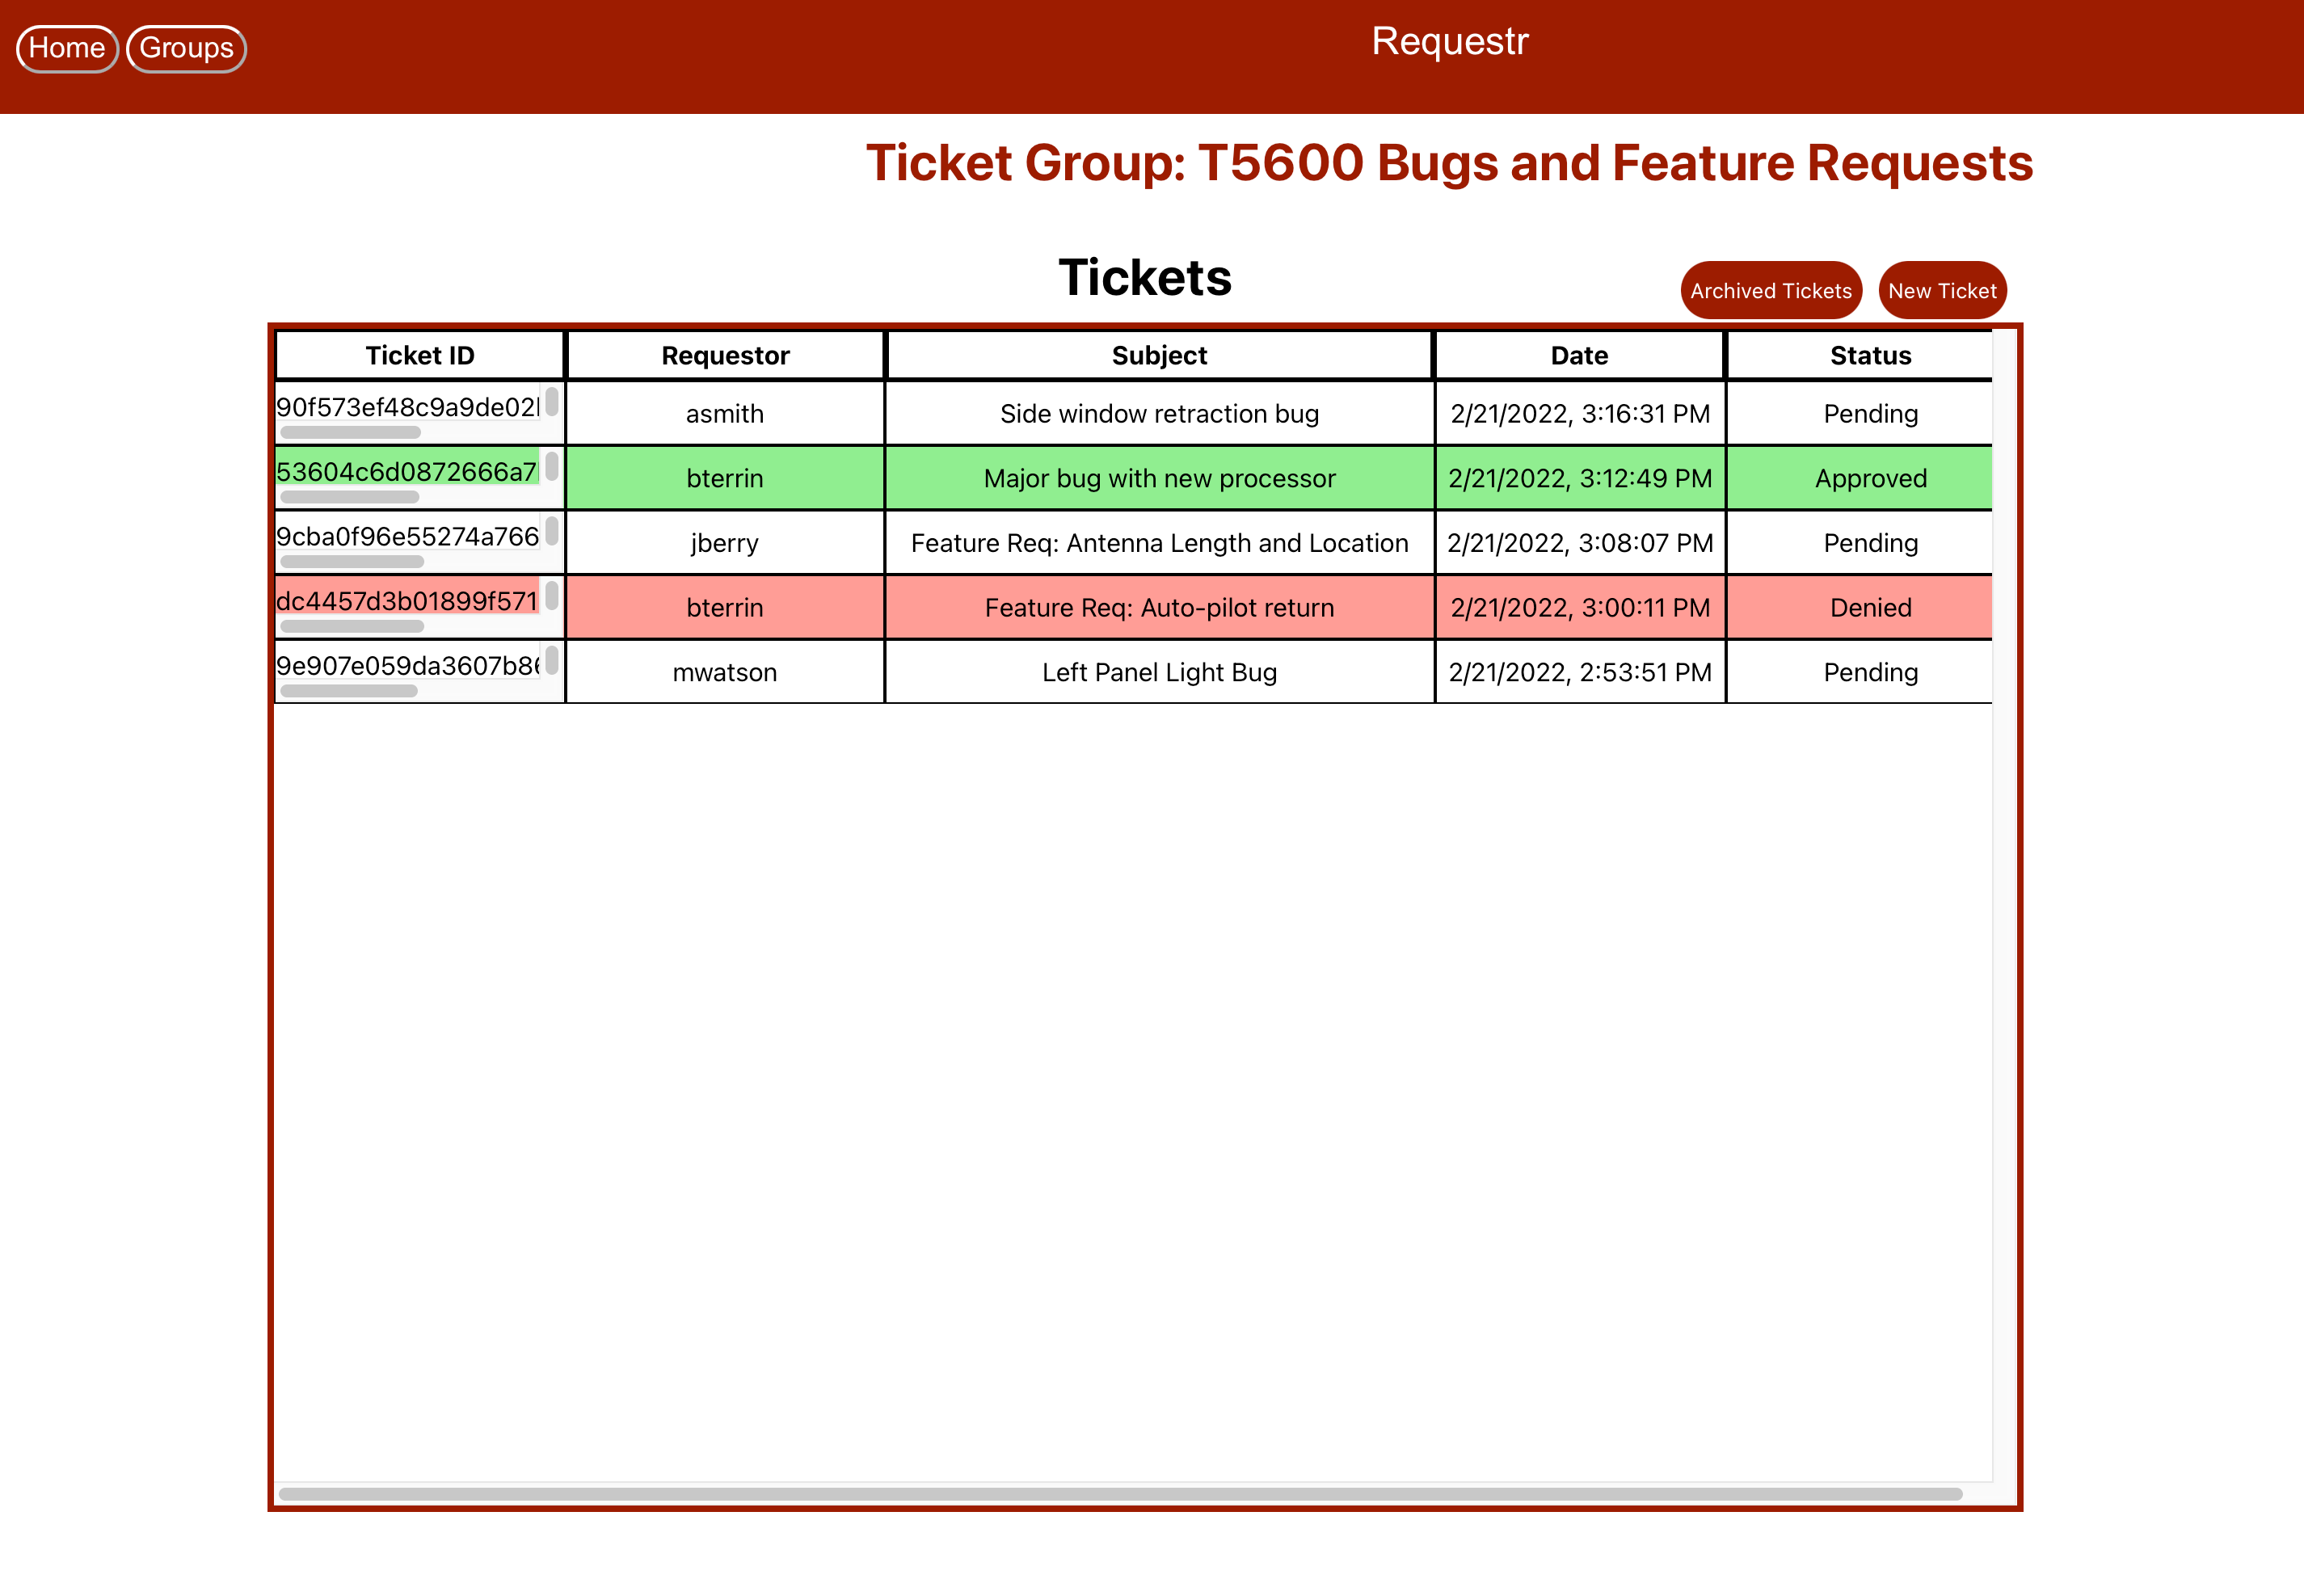 Home Groups Requestr
Ticket Group: T5600 Bugs and Feature Requests
Tickets Archived Tickets New Ticket
Ticket ID Requestor Subject Date Status
90f573ef48c9a9de02 asmith Side window retraction bug 2/21/2022, 3:16:31 PM Pending
53604c6d0872666a7 bterrin Major bug with new processor 2/21/2022, 3:12:49 PM Approved
9cba0f96e55274a766 jberry Feature Req: Antenna Length and Location 2/21/2022, 3:08:07 PM Pending
dc4457d3b01899f571 bterrin Feature Req: Auto-pilot return 2/21/2022, 3:00:11 PM Denied
9e907e059da3607b8 mwatson Left Panel Light Bug 2/21/2022, 2:53:51 PM Pending